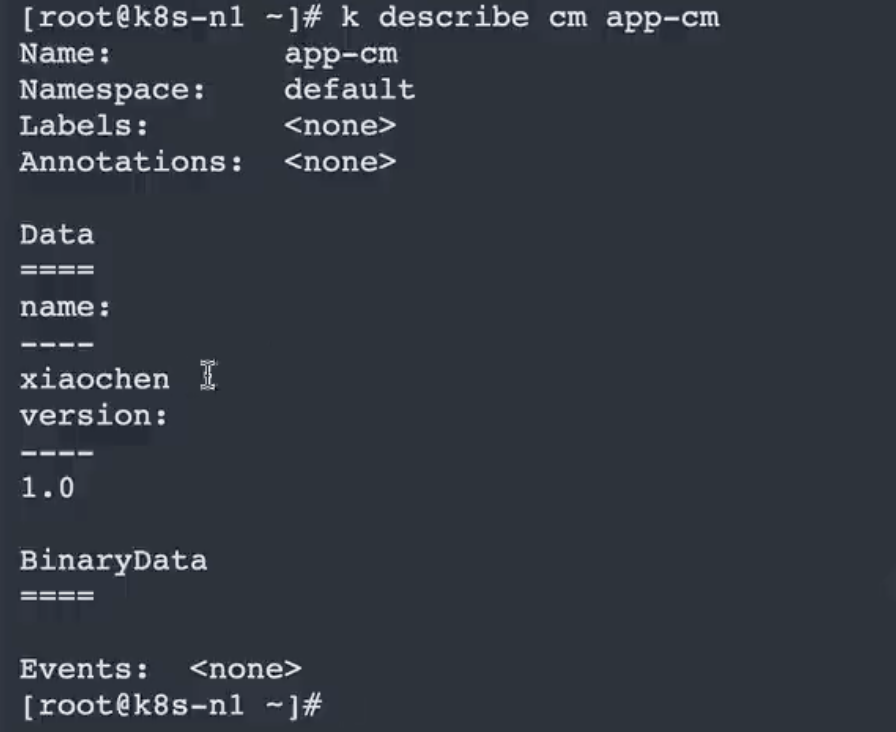 [root@k8s-n1 ~]# k describe cm app-cm
Name:         app-cm
Namespace:    default
Labels:       <none>
Annotations:  <none>

Data
====
name:
----
xiaochen
version:
----
1.0

BinaryData
====

Events:  <none>
[root@k8s-n1 ~]#